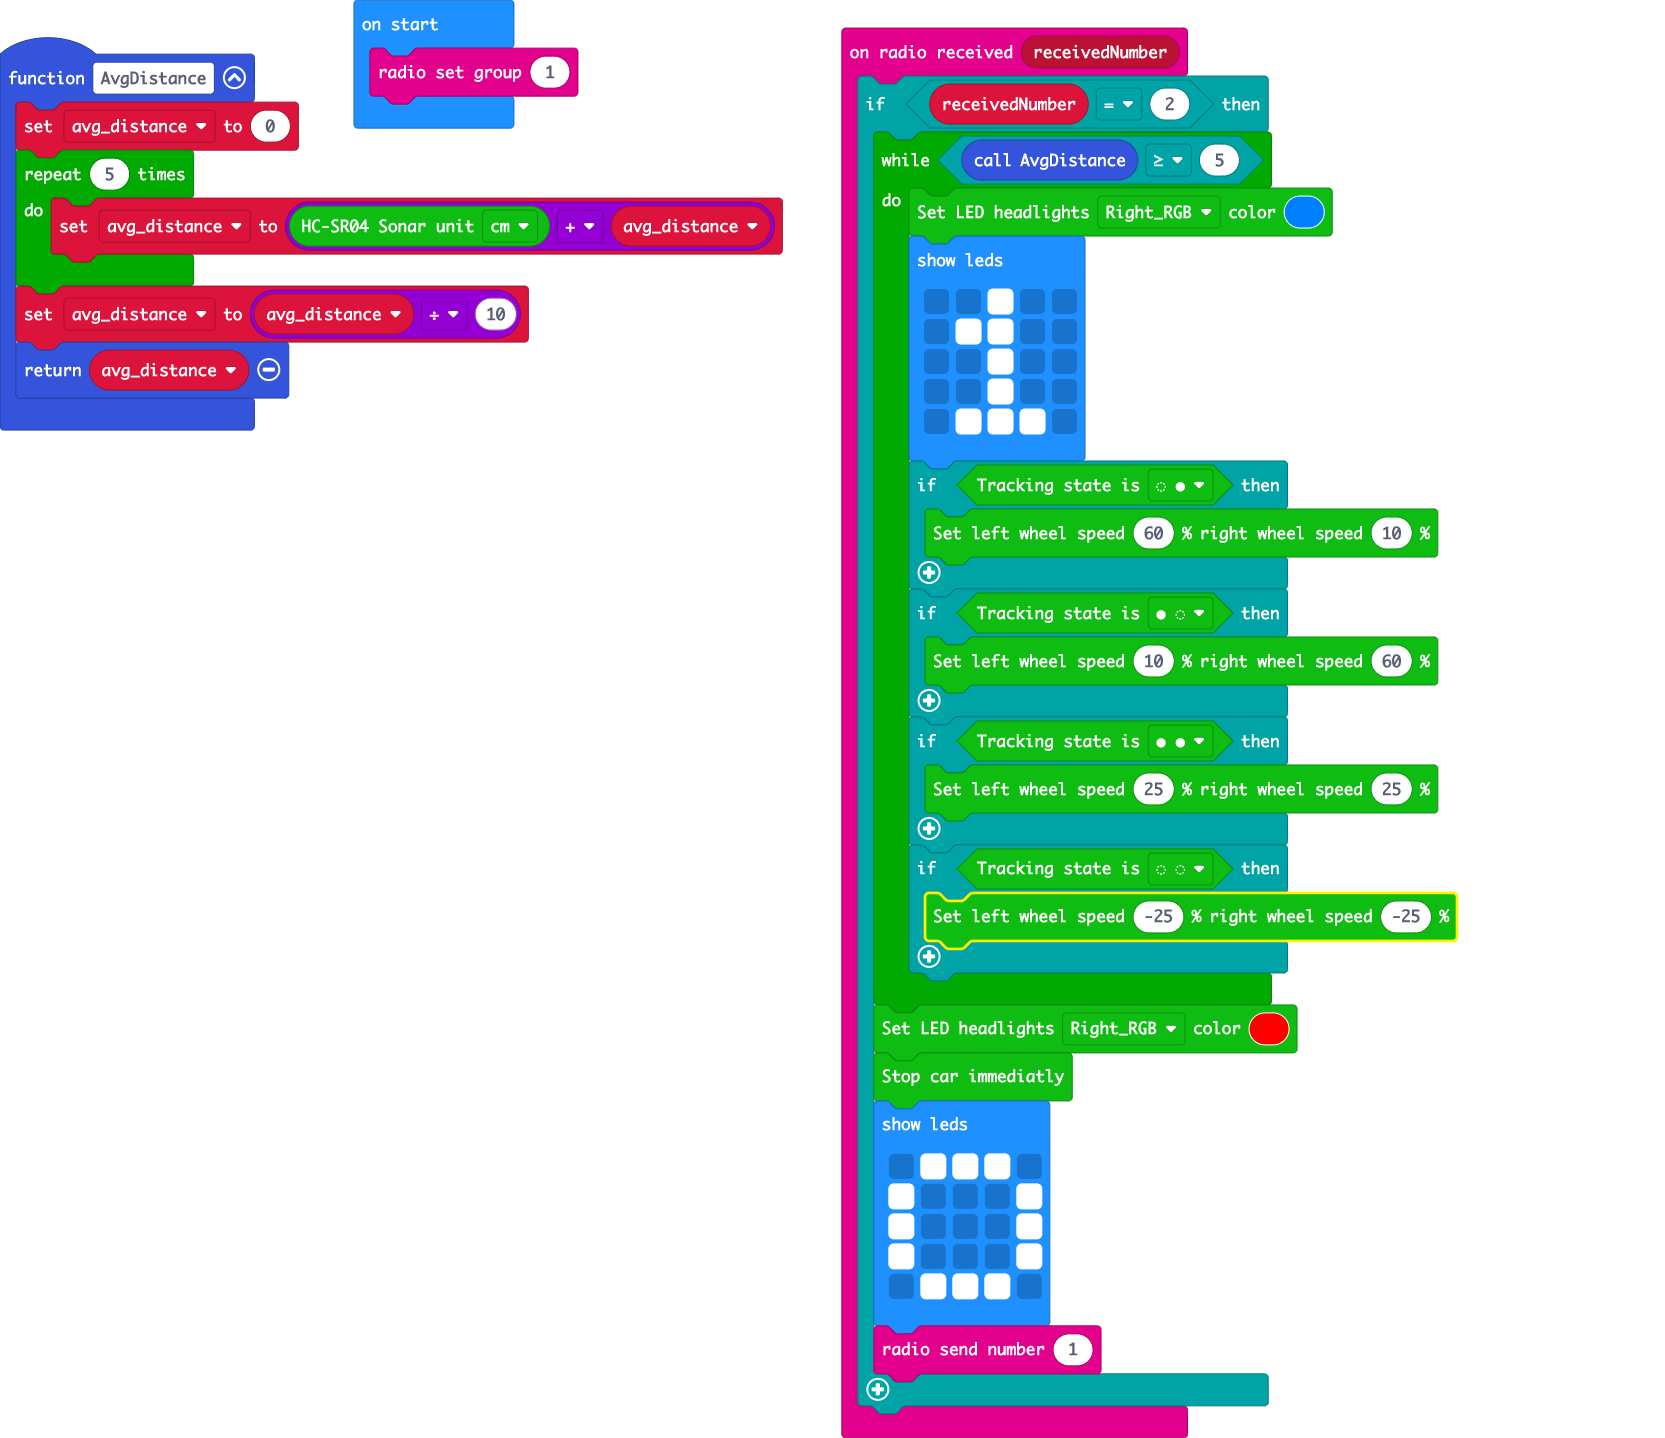 function AvgDistance
set avg_distance to 0
repeat 5 times
do
set avg_distance to HC-SR04 Sonar unit cm + avg_distance
set avg_distance to avg_distance ÷ 10
return avg_distance
on start
radio set group 1
on radio received receivedNumber
if receivedNumber = 2 then
while call AvgDistance ≥ 5
do
Set LED headlights Right_RGB color
show leds
if Tracking state is ◌ ● then
Set left wheel speed 60 % right wheel speed 10 %
if Tracking state is ● ◌ then
Set left wheel speed 10 % right wheel speed 60 %
if Tracking state is ● ● then
Set left wheel speed 25 % right wheel speed 25 %
if Tracking state is ◌ ◌ then
Set left wheel speed -25 % right wheel speed -25 %
Set LED headlights Right_RGB color
Stop car immediatly
show leds
radio send number 1